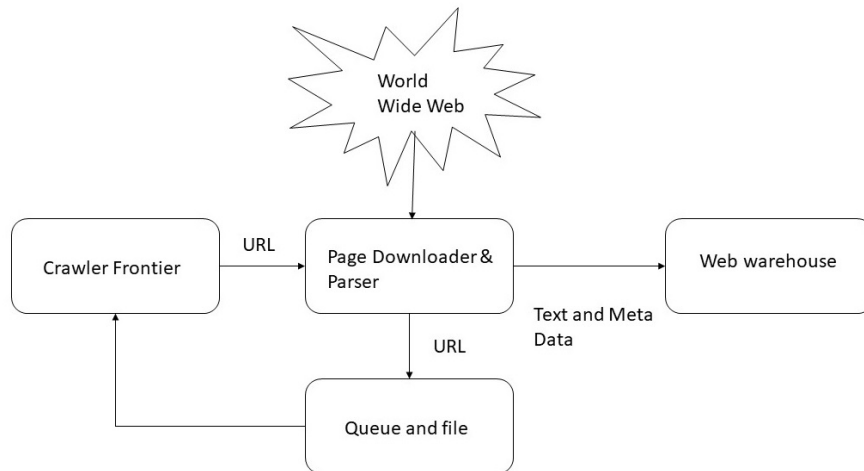 World
Wide Web
URL
Crawler Frontier
Page Downloader &
Parser
Web warehouse
Text and Meta
Data
URL
Queue and file